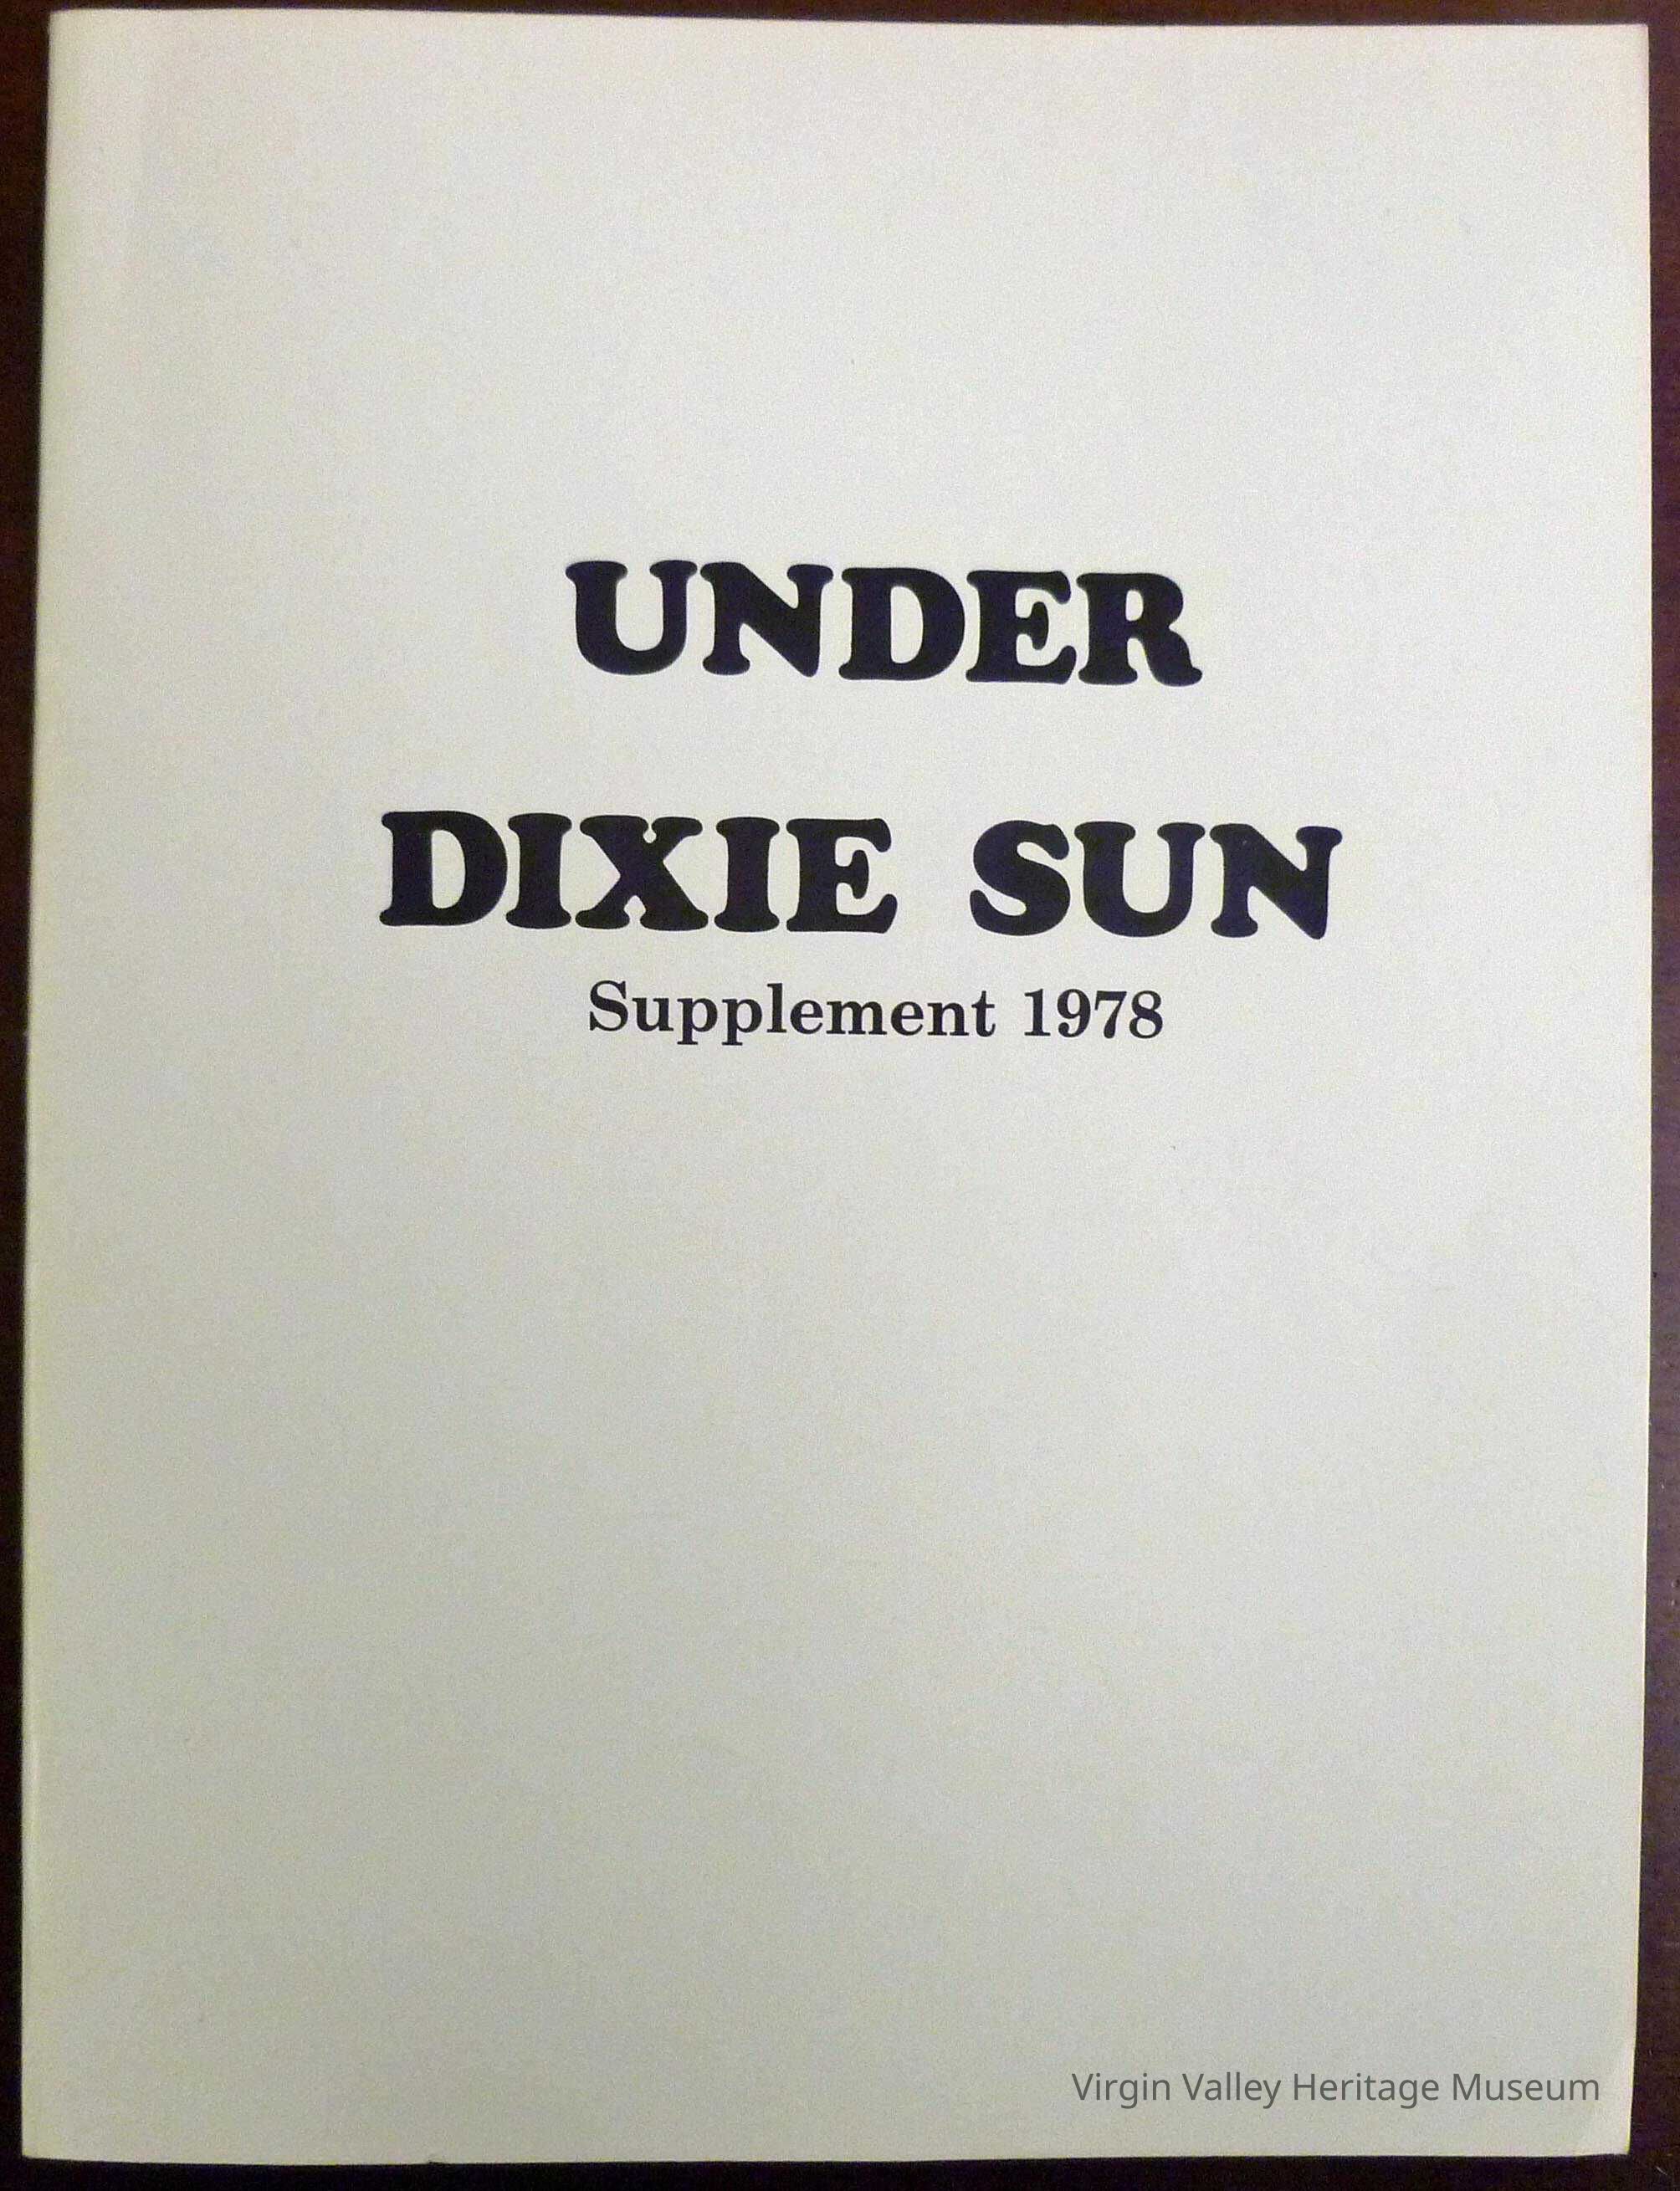 UNDER
DIXIE SUN
Supplement 1978
Virgin Valley Heritage Museum